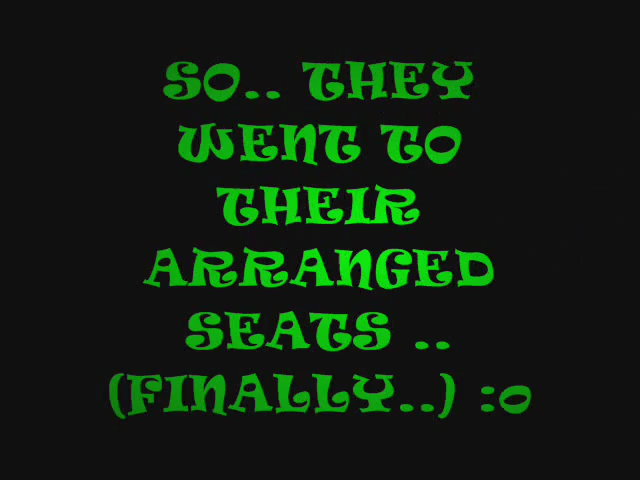 SO.. THEY
WENT TO
THEIR
ARRANGED
SEATS ..
(FINALLY..) :o